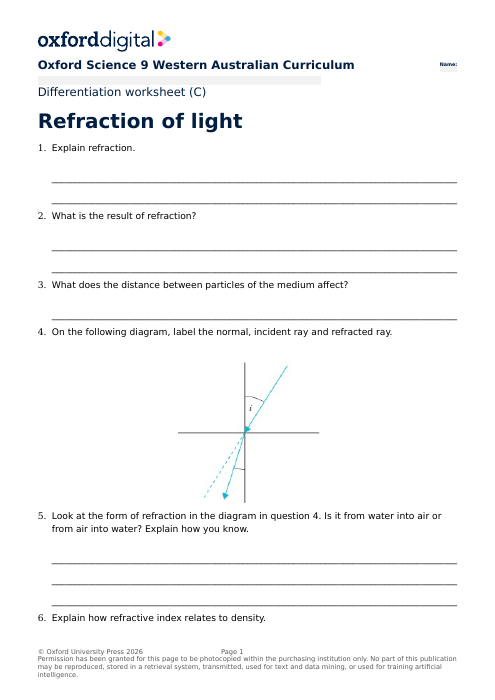 oxforddigital
Oxford Science 9 Western Australian Curriculum
Name:
Differentiation worksheet (C)
Refraction of light
1. Explain refraction.
2. What is the result of refraction?
3. What does the distance between particles of the medium affect?
4. On the following diagram, label the normal, incident ray and refracted ray.
i
5. Look at the form of refraction in the diagram in question 4. Is it from water into air or
from air into water? Explain how you know.
6. Explain how refractive index relates to density.
© Oxford University Press 2026 Page 1
Permission has been granted for this page to be photocopied within the purchasing institution only. No part of this publication
may be reproduced, stored in a retrieval system, transmitted, used for text and data mining, or used for training artificial
intelligence.